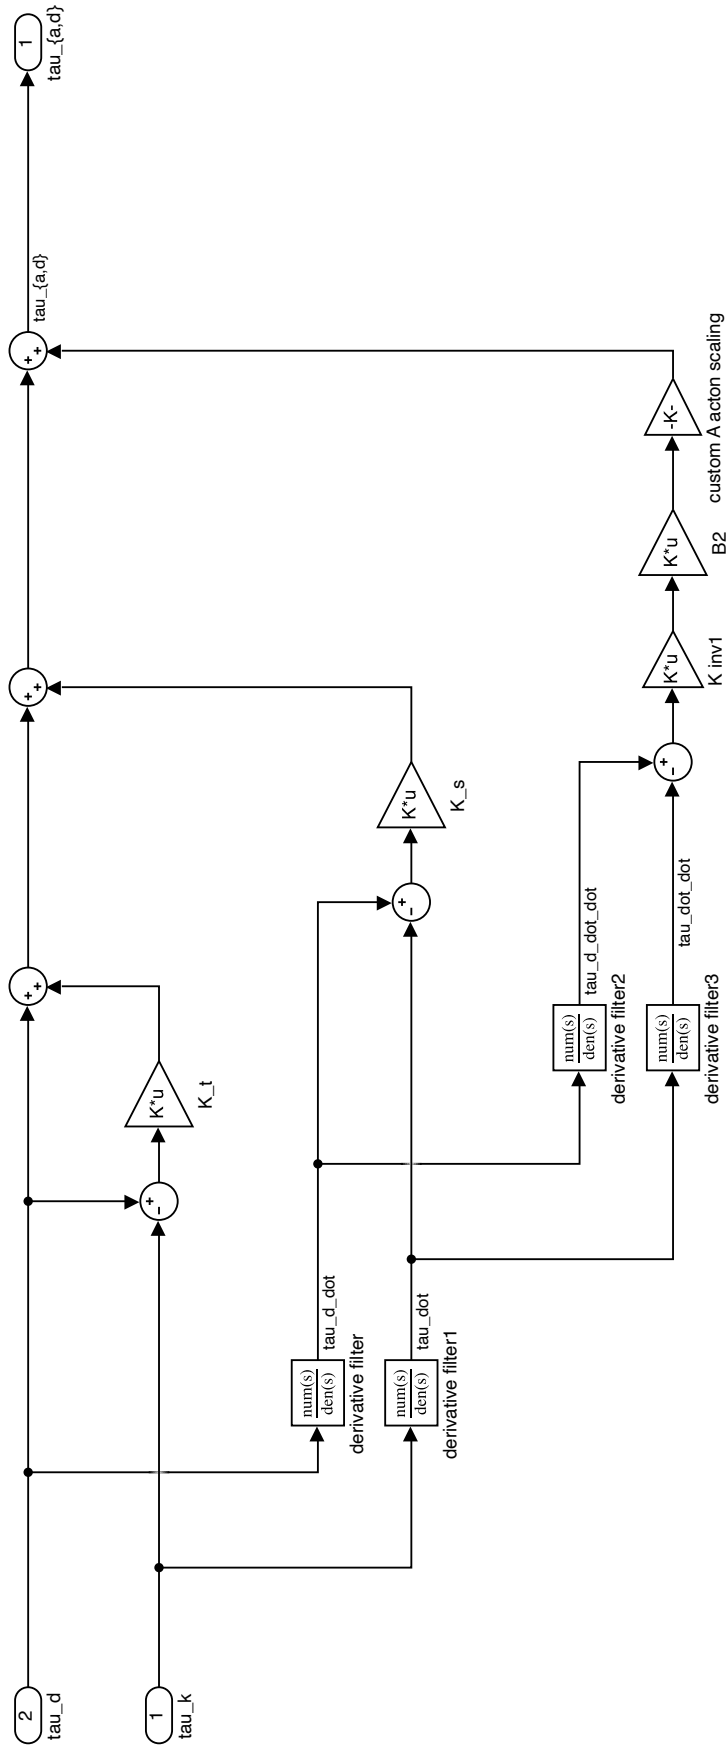 2
tau_d
1
tau_k
num(s)
den(s)
derivative filter
tau_d_dot
num(s)
den(s)
derivative filter1
tau_dot
K*u
K_t
num(s)
den(s)
derivative filter2
tau_d_dot_dot
num(s)
den(s)
derivative filter3
tau_dot_dot
K*u
K_s
K*u
K inv1
K*u
B2
-K-
custom A acton scaling
tau_{a,d}
1
tau_{a,d}